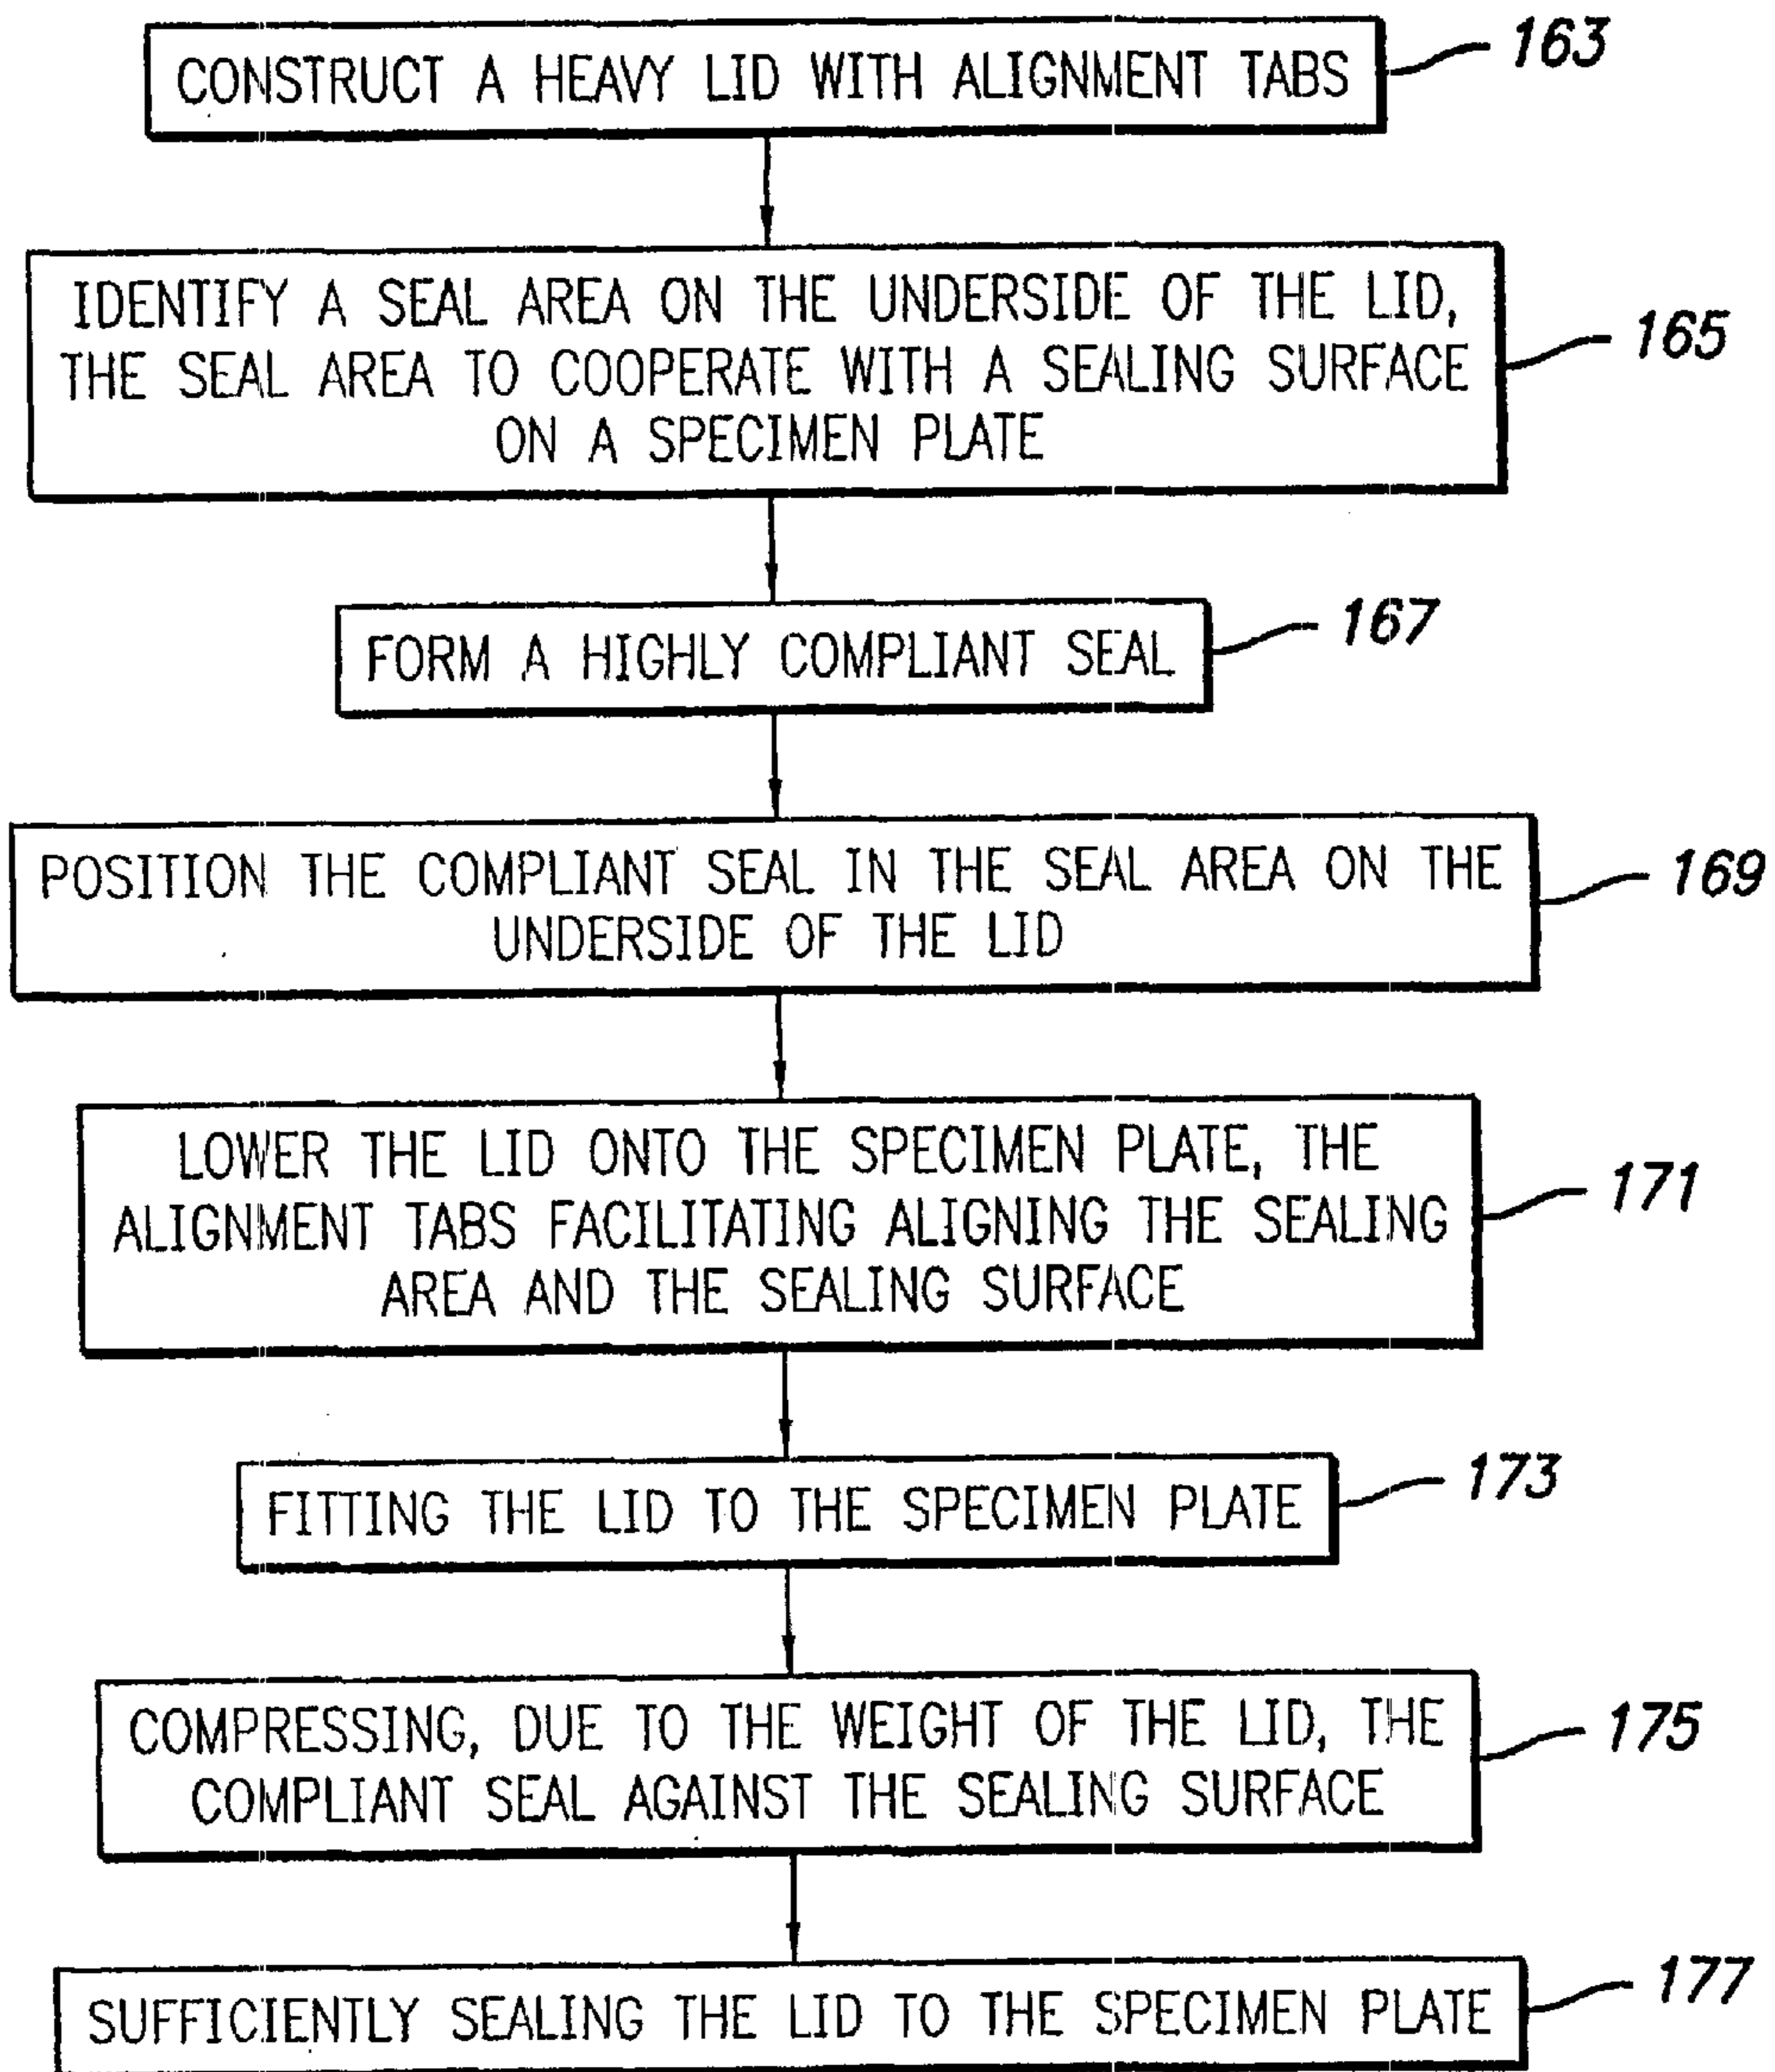 CONSTRUCT A HEAVY LID WITH ALIGNMENT TABS
163
IDENTIFY A SEAL AREA ON THE UNDERSIDE OF THE LID,
THE SEAL AREA TO COOPERATE WITH A SEALING SURFACE
ON A SPECIMEN PLATE
165
FORM A HIGHLY COMPLIANT SEAL
167
POSITION THE COMPLIANT SEAL IN THE SEAL AREA ON THE
UNDERSIDE OF THE LID
169
LOWER THE LID ONTO THE SPECIMEN PLATE, THE
ALIGNMENT TABS FACILITATING ALIGNING THE SEALING
AREA AND THE SEALING SURFACE
171
FITTING THE LID TO THE SPECIMEN PLATE
173
COMPRESSING, DUE TO THE WEIGHT OF THE LID, THE
COMPLIANT SEAL AGAINST THE SEALING SURFACE
175
SUFFICIENTLY SEALING THE LID TO THE SPECIMEN PLATE
177